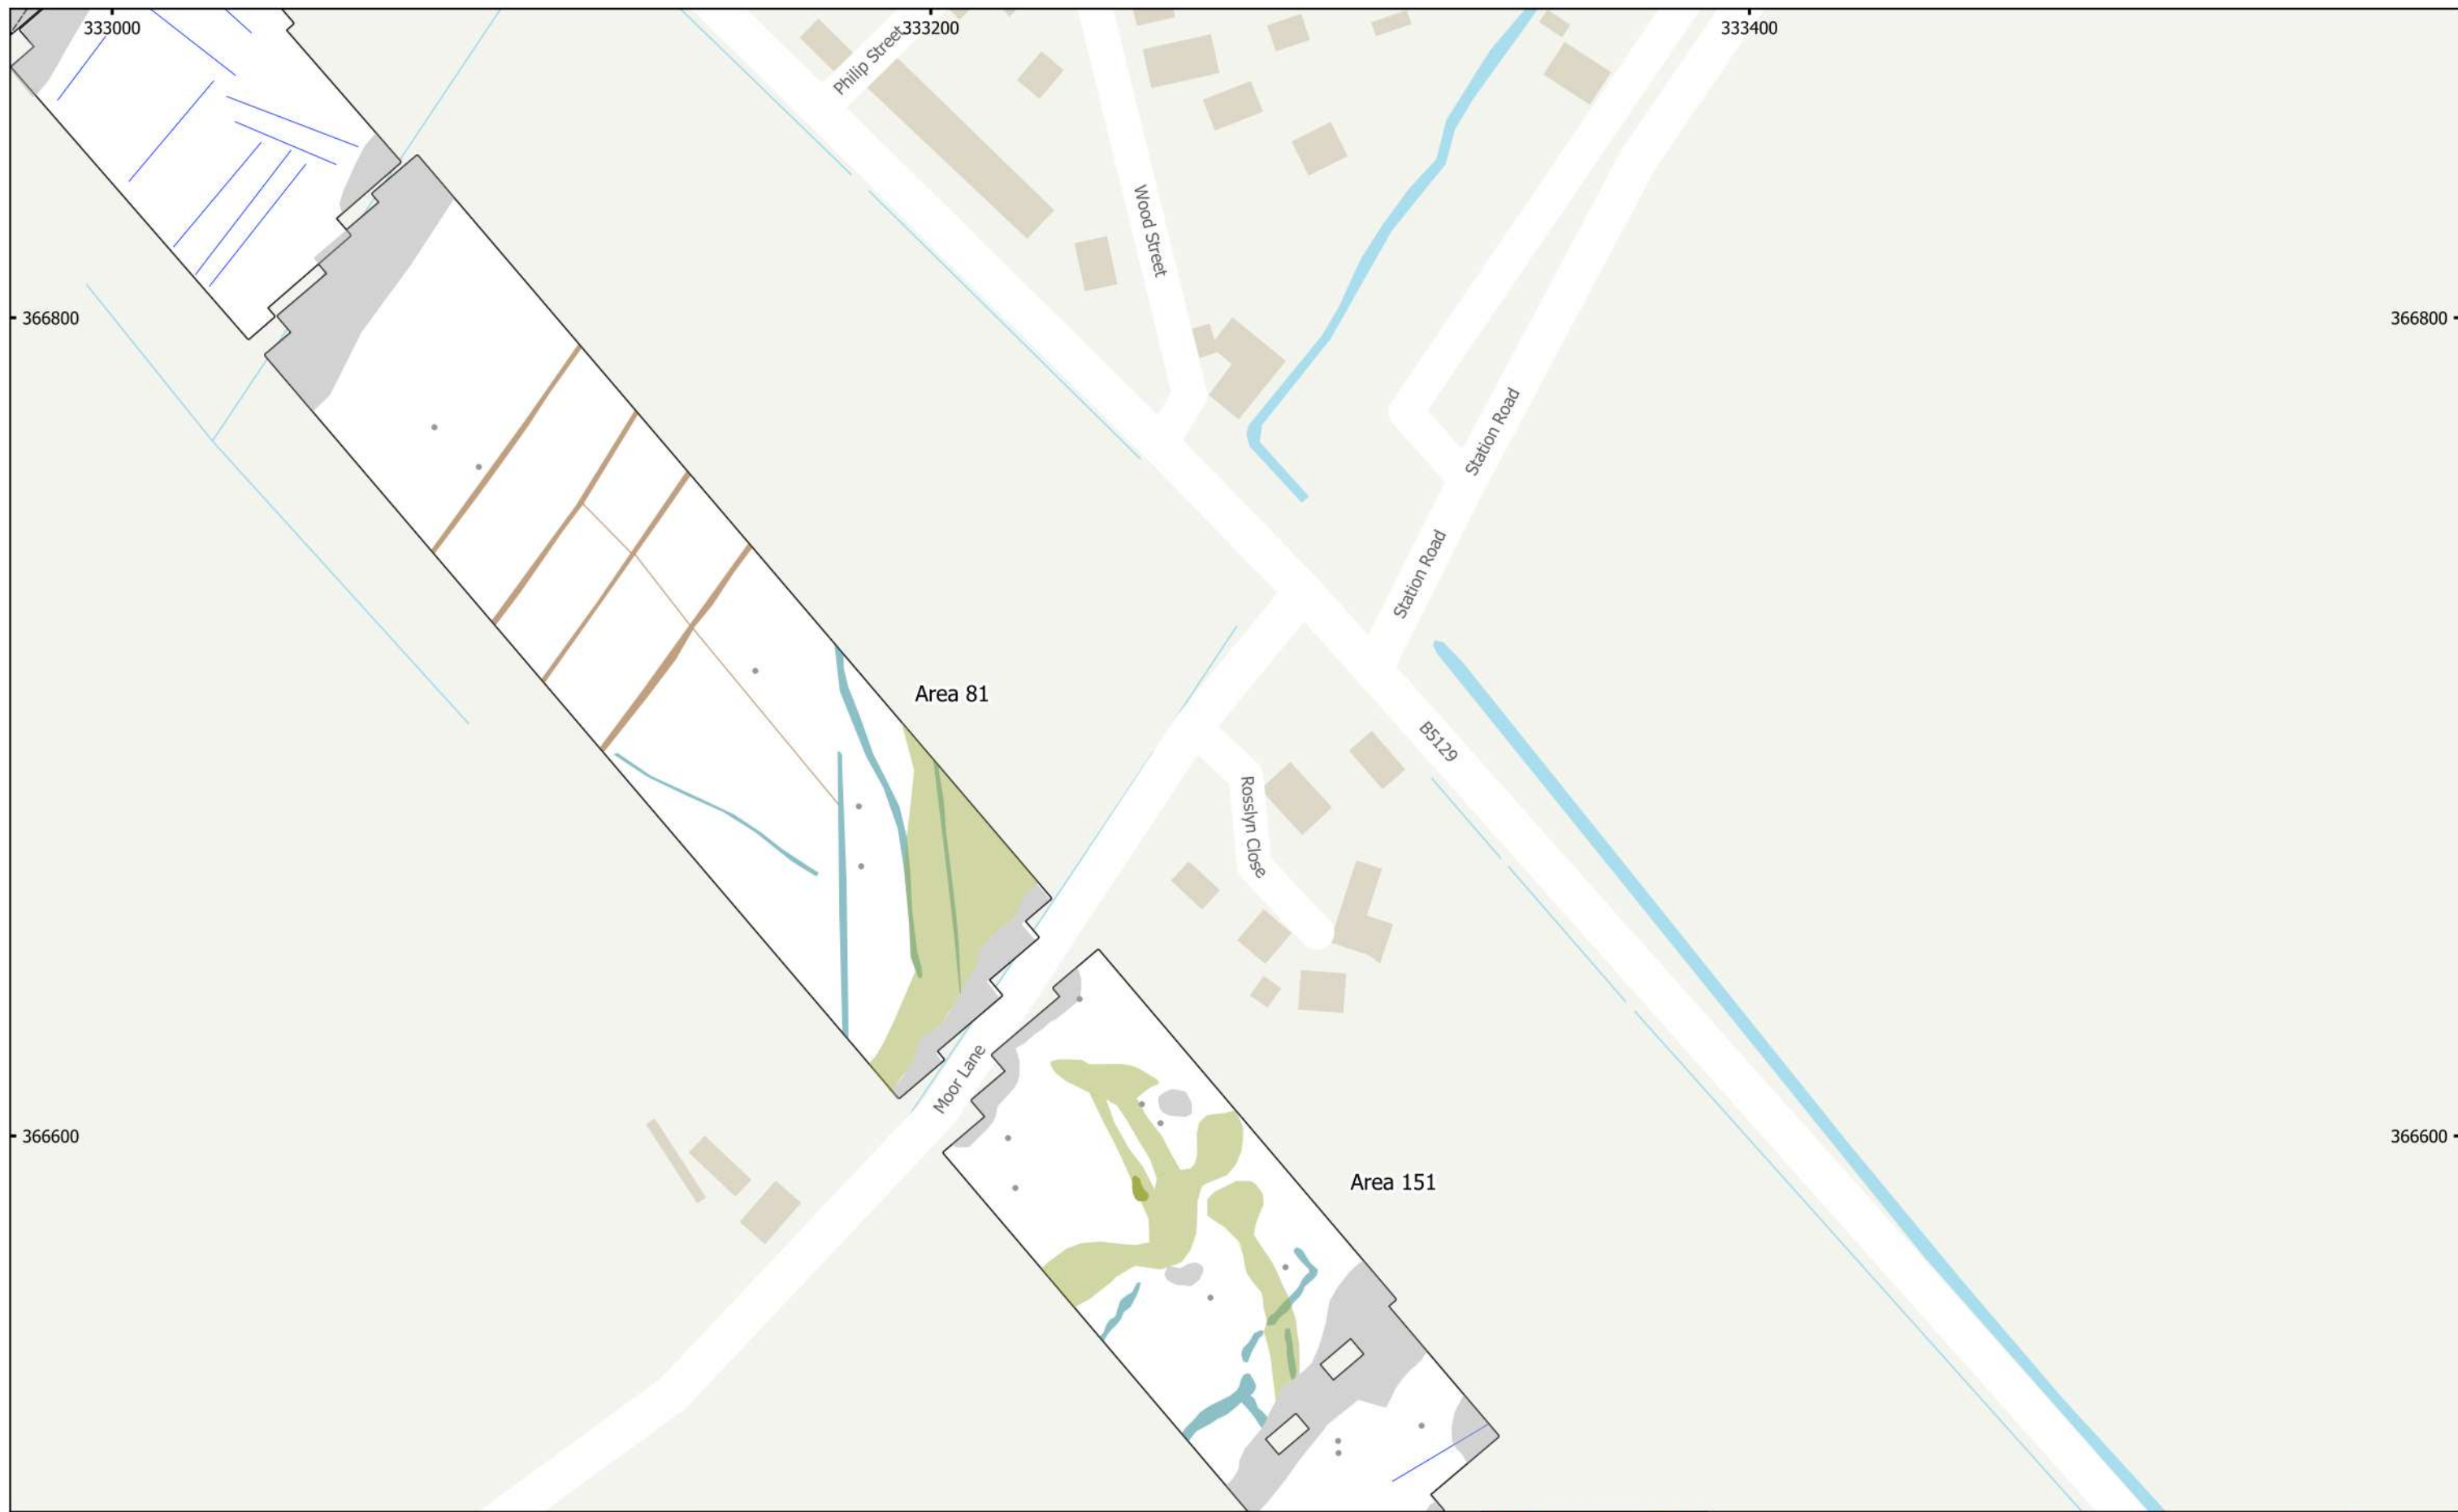 333000
333200
333400
Philip Street
Wood Street
366800
366800
Station Road
Station Road
Area 81
B5129
Rosslyn Close
Moor Lane
366600
366600
Area 151